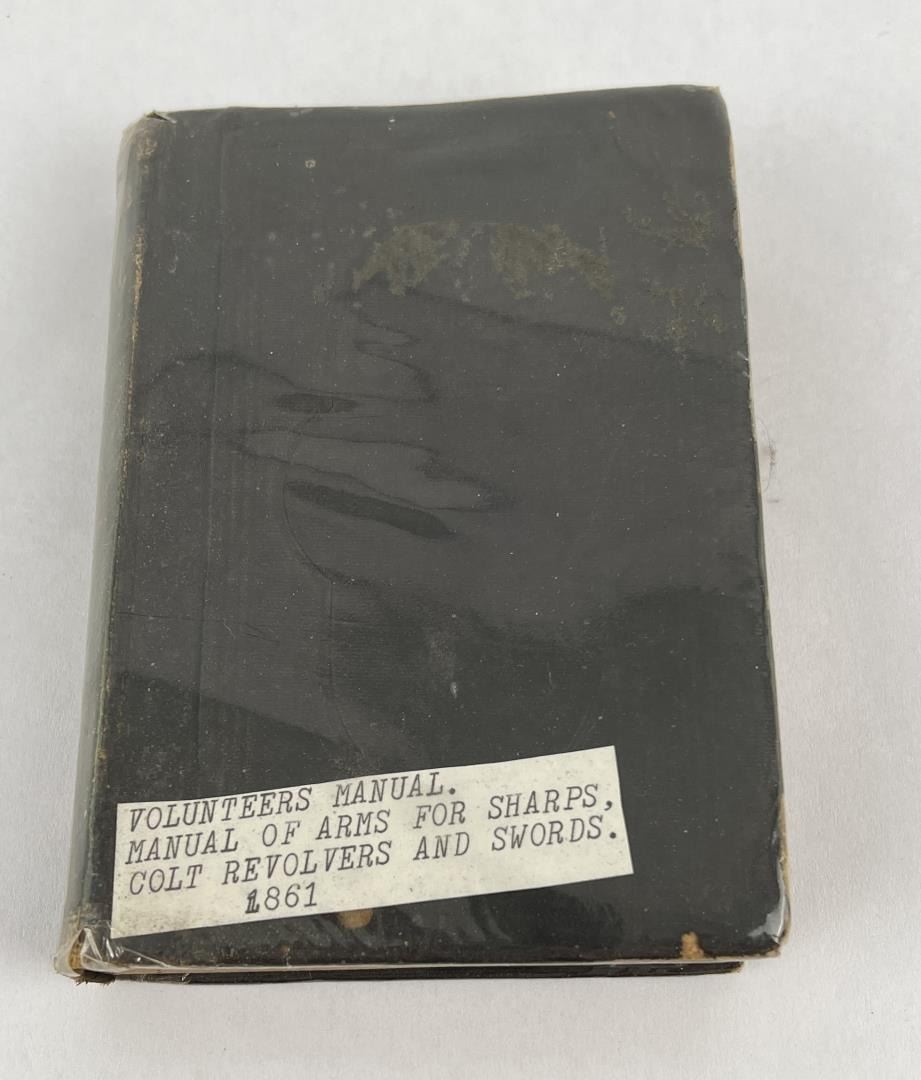 VOLUNTEERS MANUAL.
MANUAL OF ARMS FOR SHARPS,
COLT REVOLVERS AND SWORDS.
1861